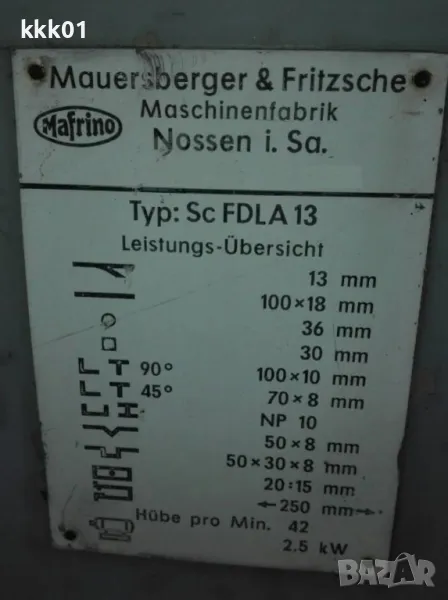 kkk01
Mauersberger & Fritzsche
Mafrino
Maschinenfabrik
Nossen i. Sa.
Typ: Sc FDLA 13
Leistungs-Übersicht
13 mm
100×18 mm
36 mm
30 mm
90° 100×10 mm
45° 70×8 mm
NP 10
50×8 mm
50×30×8 mm
20:15 mm
←250 mm→
Hübe pro Min. 42
2.5 kW
BAZAR